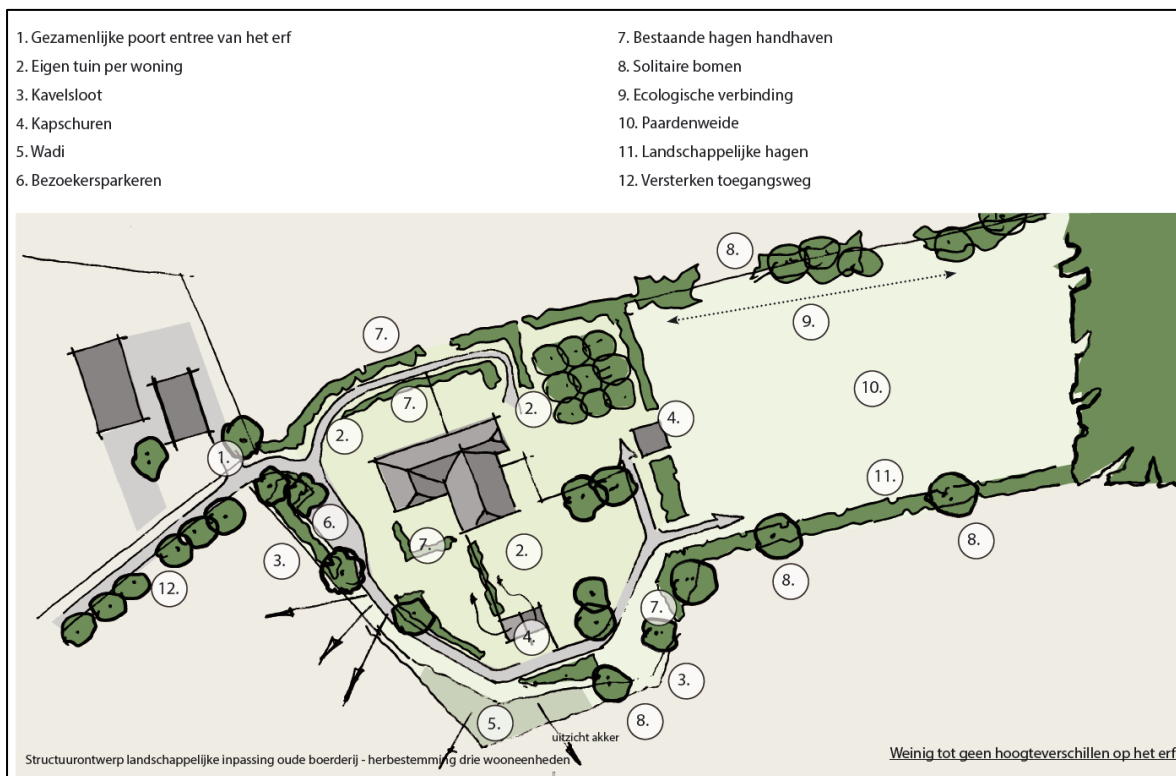 1. Gezamenlijke poort entree van het erf
2. Eigen tuin per woning
3. Kavelsloot
4. Kapschuren
5. Wadi
6. Bezoekersparkeren
7. Bestaande hagen handhaven
8. Solitaire bomen
9. Ecologische verbinding
10. Paardenweide
11. Landschappelijke hagen
12. Versterken toegangsweg
8.
9.
7.
10.
7.
2.
4.
2.
1.
11.
6.
8.
7.
2.
3.
8.
12.
7.
4.
3.
5.
8.
uitzicht akker
Structuurontwerp landschappelijke inpassing oude boerderij - herbestemming drie wooneenheden
Weinig tot geen hoogteverschillen op het erf